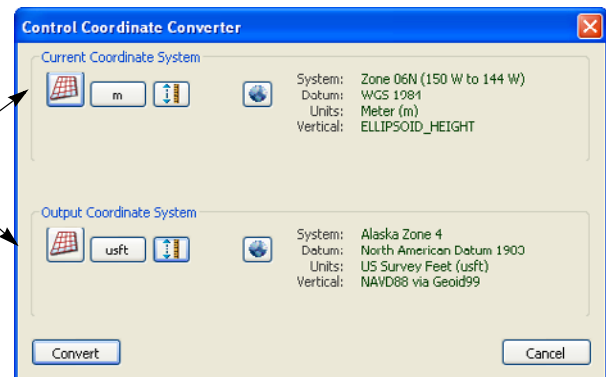 Control Coordinate Converter
Current Coordinate System
m
System: Zone 06N (150 W to 144 W)
Datum: WGS 1984
Units: Meter (m)
Vertical: ELLIPSOID_HEIGHT
Output Coordinate System
usft
System: Alaska Zone 4
Datum: North American Datum
Units: US Survey Feet (usft)
Vertical: NAVD88 via Geoid99
Convert
Cancel